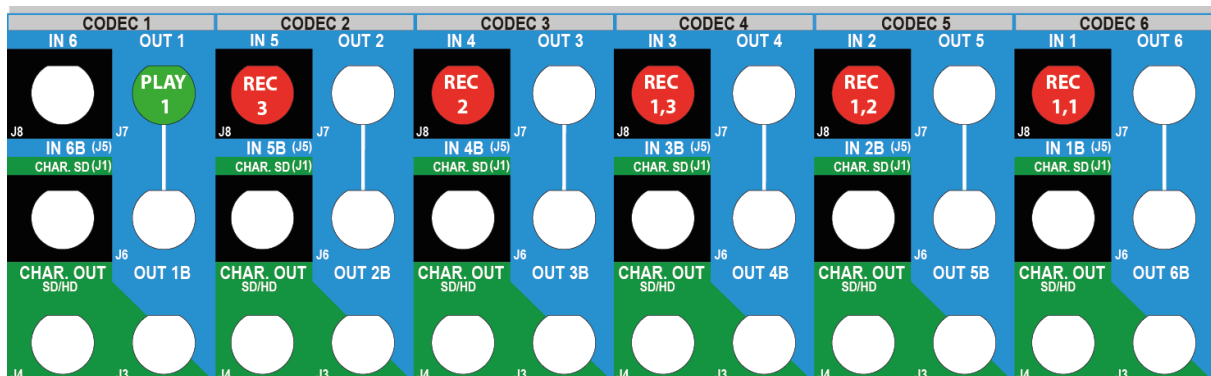 CODEC 1 CODEC 2 CODEC 3 CODEC 4 CODEC 5 CODEC 6
IN 6 OUT 1 IN 5 OUT 2 IN 4 OUT 3 IN 3 OUT 4 IN 2 OUT 5 IN 1 OUT 6
PLAY REC REC REC REC REC
1 3 2 1,3 1,2 1,1
J8 J7 J8 J7 J8 J7 J8 J7 J8 J7 J8 J7
IN 6B (J5) IN 5B (J5) IN 4B (J5) IN 3B (J5) IN 2B (J5) IN 1B (J5)
CHAR. SD (J1) CHAR. SD (J1) CHAR. SD (J1) CHAR. SD (J1) CHAR. SD (J1) CHAR. SD (J1)
J6 J6 J6 J6 J6 J6
CHAR. OUT OUT 1B CHAR. OUT OUT 2B CHAR. OUT OUT 3B CHAR. OUT OUT 4B CHAR. OUT OUT 5B CHAR. OUT OUT 6B
SD/HD SD/HD SD/HD SD/HD SD/HD SD/HD
J4 J3 J4 J3 J4 J3 J4 J3 J4 J3 J4 J3